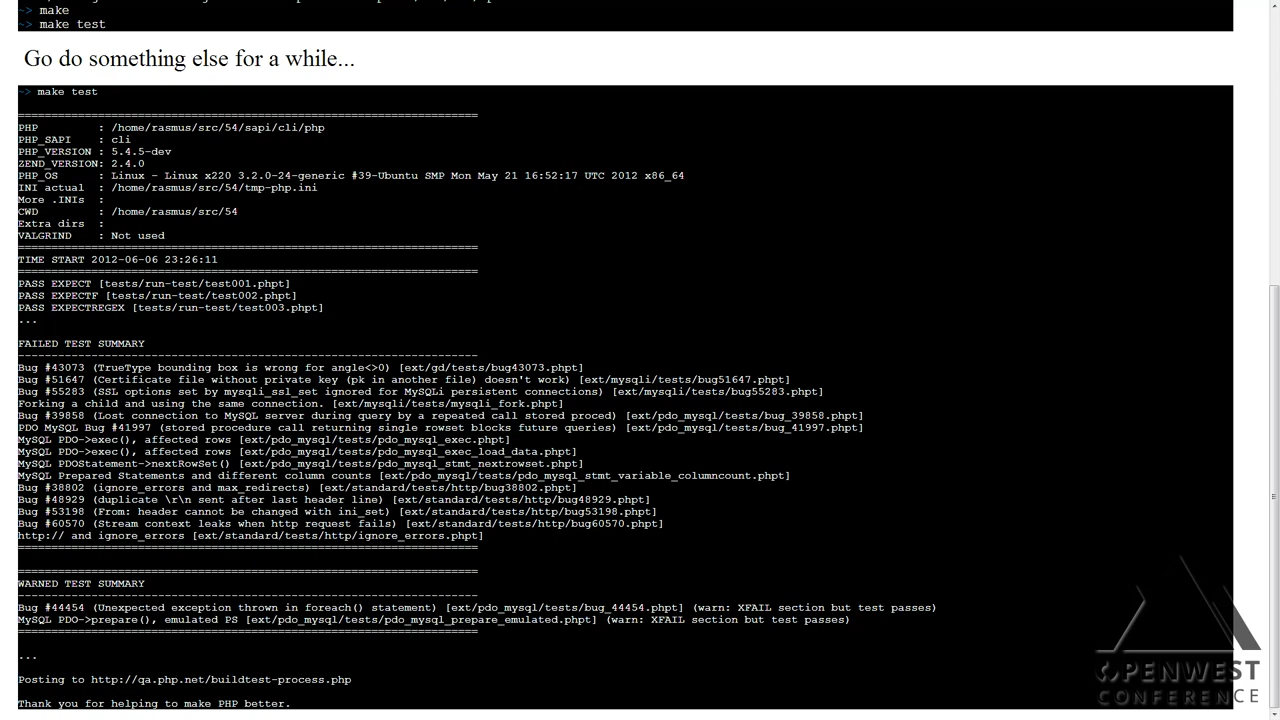 ~> make
~> make test
Go do something else for a while...
~> make test
=====================================================================
PHP         : /home/rasmus/src/54/sapi/cli/php
PHP_SAPI    : cli
PHP_VERSION : 5.4.5-dev
ZEND_VERSION: 2.4.0
PHP_OS      : Linux - Linux x220 3.2.0-24-generic #39-Ubuntu SMP Mon May 21 16:52:17 UTC 2012 x86_64
INI actual  : /home/rasmus/src/54/tmp-php.ini
More .INIs  :
CWD         : /home/rasmus/src/54
Extra dirs  :
VALGRIND    : Not used
=====================================================================
TIME START 2012-06-06 23:26:11
=====================================================================
PASS EXPECT [tests/run-test/test001.phpt]
PASS EXPECTF [tests/run-test/test002.phpt]
PASS EXPECTREGEX [tests/run-test/test003.phpt]
...
FAILED TEST SUMMARY
---------------------------------------------------------------------
Bug #43073 (TrueType bounding box is wrong for angle<>0) [ext/gd/tests/bug43073.phpt]
Bug #51647 (Certificate file without private key (pk in another file) doesn't work) [ext/mysqli/tests/bug51647.phpt]
Bug #55283 (SSL options set by mysqli_ssl_set ignored for MySQLi persistent connections) [ext/mysqli/tests/bug55283.phpt]
Forking a child and using the same connection. [ext/mysqli/tests/mysqli_fork.phpt]
Bug #39858 (Lost connection to MySQL server during query by a repeated call stored proced) [ext/pdo_mysql/tests/bug_39858.phpt]
PDO MySQL Bug #41997 (stored procedure call returning single rowset blocks future queries) [ext/pdo_mysql/tests/bug_41997.phpt]
MySQL PDO->exec(), affected rows [ext/pdo_mysql/tests/pdo_mysql_exec.phpt]
MySQL PDO->exec(), affected rows [ext/pdo_mysql/tests/pdo_mysql_exec_load_data.phpt]
MySQL PDOStatement->nextRowSet() [ext/pdo_mysql/tests/pdo_mysql_stmt_nextrowset.phpt]
MySQL Prepared Statements and different column counts [ext/pdo_mysql/tests/pdo_mysql_stmt_variable_columncount.phpt]
Bug #38802 (ignore_errors and max_redirects) [ext/standard/tests/http/bug38802.phpt]
Bug #48929 (duplicate \r\n sent after last header line) [ext/standard/tests/http/bug48929.phpt]
Bug #53198 (From: header cannot be changed with ini_set) [ext/standard/tests/http/bug53198.phpt]
Bug #60570 (Stream context leaks when http request fails) [ext/standard/tests/http/bug60570.phpt]
http:// and ignore_errors [ext/standard/tests/http/ignore_errors.phpt]
=====================================================================
=====================================================================
WARNED TEST SUMMARY
---------------------------------------------------------------------
Bug #44454 (Unexpected exception thrown in foreach() statement) [ext/pdo_mysql/tests/bug_44454.phpt] (warn: XFAIL section but test passes)
MySQL PDO->prepare(), emulated PS [ext/pdo_mysql/tests/pdo_mysql_prepare_emulated.phpt] (warn: XFAIL section but test passes)
=====================================================================
...
Posting to http://qa.php.net/buildtest-process.php
Thank you for helping to make PHP better.
OPENWEST
CONFERENCE